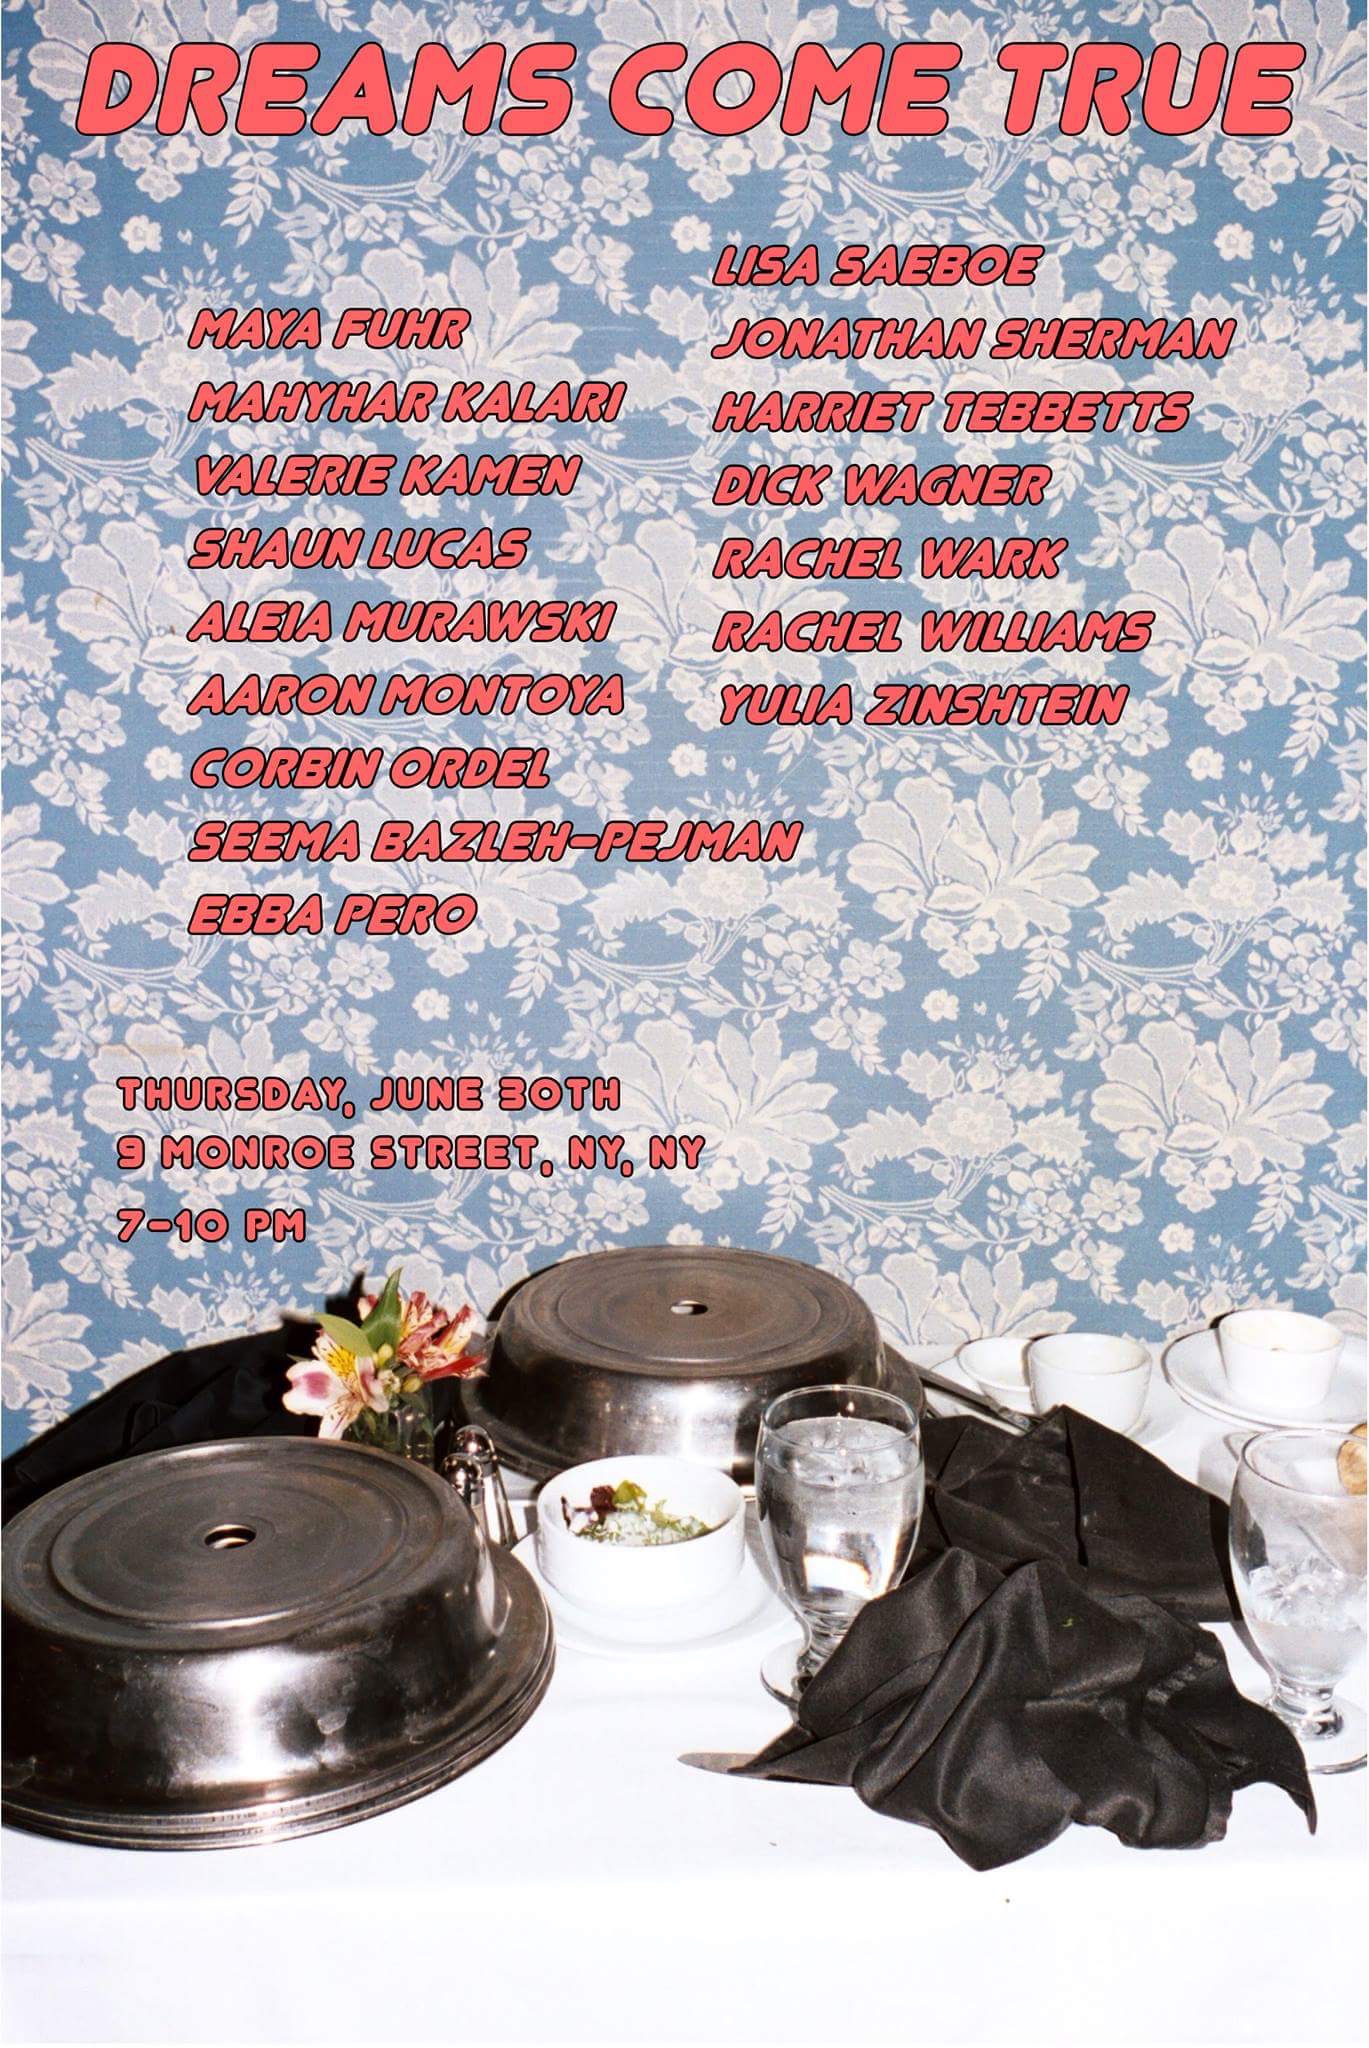 DREAMS COME TRUE
MAYA FUHR
MAHYHAR KALARI
VALERIE KAMEN
SHAUN LUCAS
ALEIA MURAWSKI
AARON MONTOYA
CORBIN ORDEL
SEEMA BAZLEH-PEJMAN
EBBA PERO
LISA SAEBOE
JONATHAN SHERMAN
HARRIET TEBBETTS
DICK WAGNER
RACHEL WARK
RACHEL WILLIAMS
YULIA ZINSHTEIN
THURSDAY, JUNE 30TH
9 MONROE STREET, NY, NY
7-10 PM